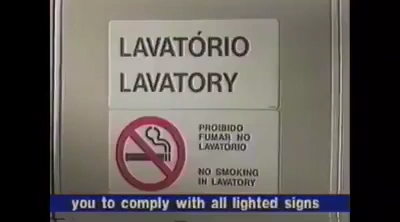 LAVATÓRIO
LAVATORY
PROIBIDO
FUMAR NO
LAVATÓRIO
NO SMOKING
IN LAVATORY
you to comply with all lighted signs